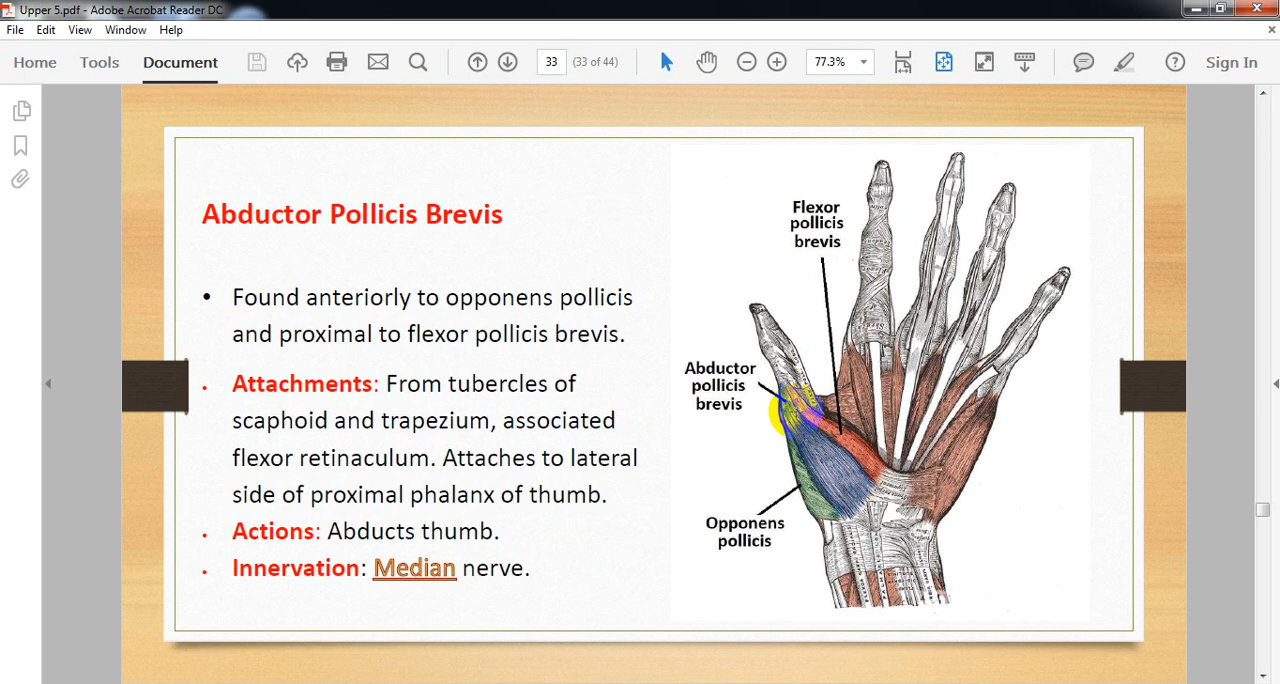 Upper 5.pdf - Adobe Acrobat Reader DC
File Edit View Window Help
Home Tools Document 33 (33 of 44) 77.3% Sign In
Abductor Pollicis Brevis
• Found anteriorly to opponens pollicis
and proximal to flexor pollicis brevis.
• Attachments: From tubercles of
scaphoid and trapezium, associated
flexor retinaculum. Attaches to lateral
side of proximal phalanx of thumb.
• Actions: Abducts thumb.
• Innervation: Median nerve.
Flexor
pollicis
brevis
Abductor
pollicis
brevis
Opponens
pollicis